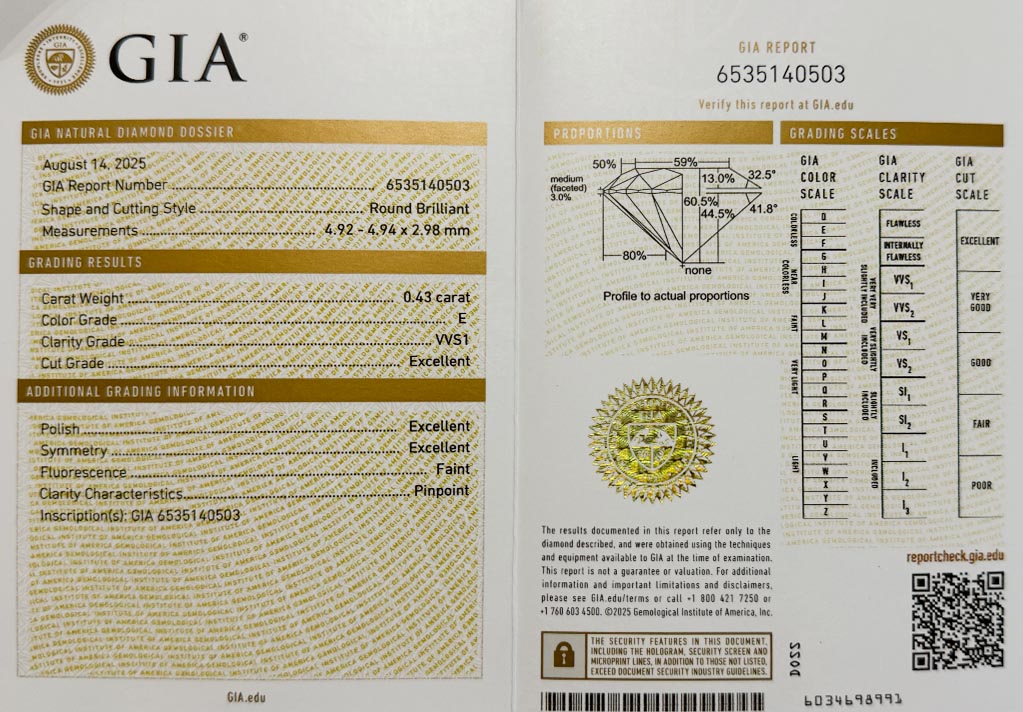 GIA®
GIA NATURAL DIAMOND DOSSIER
August 14, 2025
GIA Report Number 6535140503
Shape and Cutting Style Round Brilliant
Measurements 4.92 - 4.94 x 2.98 mm
GRADING RESULTS
Carat Weight 0.43 carat
Color Grade E
Clarity Grade VVS1
Cut Grade Excellent
ADDITIONAL GRADING INFORMATION
Polish Excellent
Symmetry Excellent
Fluorescence Faint
Clarity Characteristics Pinpoint
Inscription(s): GIA 6535140503
GIA.edu
GIA REPORT
6535140503
Verify this report at GIA.edu
PROPORTIONS
50%
59%
medium
(faceted)
3.0%
13.0%
32.5°
60.5%
44.5%
41.8°
80%
none
Profile to actual proportions
The results documented in this report refer only to the
diamond described, and were obtained using the techniques
and equipment available to GIA at the time of examination.
This report is not a guarantee or valuation. For additional
information and important limitations and disclaimers,
please see GIA.edu/terms or call +1 800 421 7250 or
+1 760 603 4500. ©2025 Gemological Institute of America, Inc.
THE SECURITY FEATURES IN THIS DOCUMENT,
INCLUDING THE HOLOGRAM, SECURITY SCREEN AND
MICROPRINT LINES, IN ADDITION TO THOSE NOT LISTED,
EXCEED DOCUMENT SECURITY INDUSTRY GUIDELINES.
GRADING SCALES
GIA
COLOR
SCALE
COLORLESS
D
E
F
NEAR
COLORLESS
G
H
I
J
FAINT
K
L
M
VERY LIGHT
N
O
P
Q
R
LIGHT
S
T
U
V
W
X
Y
Z
GIA
CLARITY
SCALE
FLAWLESS
INTERNALLY
FLAWLESS
VERY VERY
SLIGHTLY INCLUDED
VVS1
VVS2
VERY SLIGHTLY
INCLUDED
VS1
VS2
SLIGHTLY
INCLUDED
SI1
SI2
INCLUDED
I1
I2
I3
GIA
CUT
SCALE
EXCELLENT
VERY
GOOD
GOOD
FAIR
POOR
reportcheck.gia.edu
DO22
6034698991